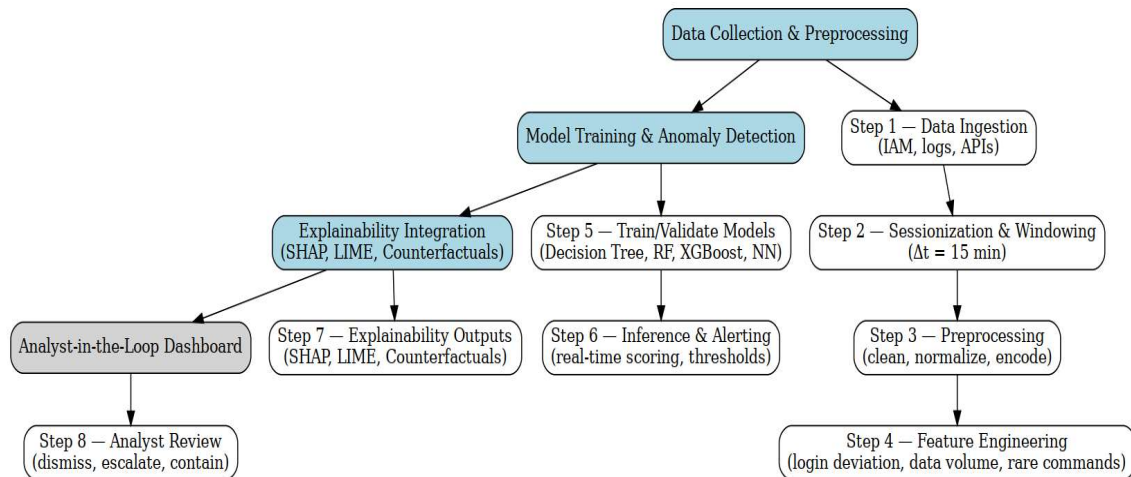 Data Collection & Preprocessing
Model Training & Anomaly Detection
Step 1 — Data Ingestion
(IAM, logs, APIs)
Explainability Integration
(SHAP, LIME, Counterfactuals)
Step 5 — Train/Validate Models
(Decision Tree, RF, XGBoost, NN)
Step 2 — Sessionization & Windowing
(Δt = 15 min)
Analyst-in-the-Loop Dashboard
Step 7 — Explainability Outputs
(SHAP, LIME, Counterfactuals)
Step 6 — Inference & Alerting
(real-time scoring, thresholds)
Step 3 — Preprocessing
(clean, normalize, encode)
Step 8 — Analyst Review
(dismiss, escalate, contain)
Step 4 — Feature Engineering
(login deviation, data volume, rare commands)